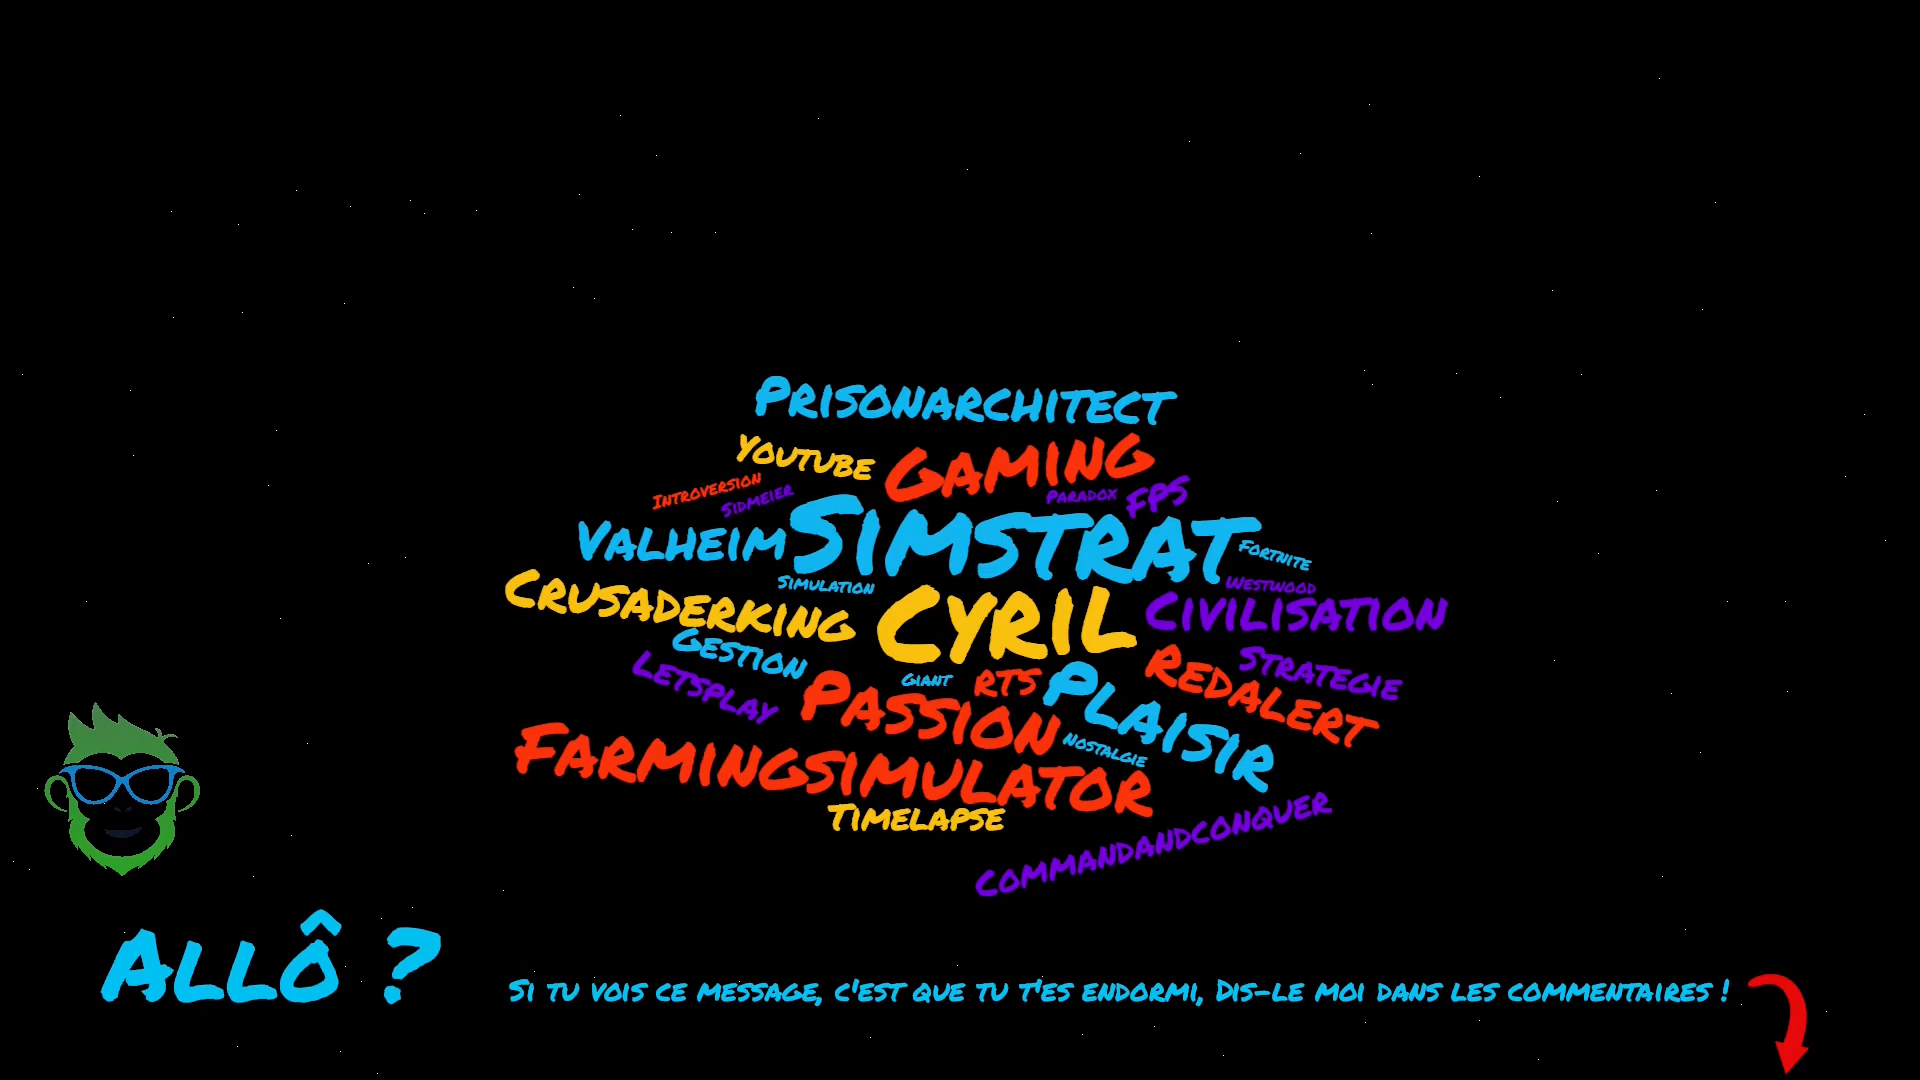 Prisonarchitect
Youtube
Gaming
Introversion
Sidmeier
Paradox
FPS
Valheim
Simstrat
Fortnite
Simulation
Westwood
Crusaderking
Cyril
Civilisation
Gestion
Strategie
Letsplay
Giant
RTS
Plaisir
Redalert
Passion
Nostalgie
Farmingsimulator
Timelapse
Commandandconquer
Allô ?
Si tu vois ce message, c'est que tu t'es endormi, Dis-le moi dans les commentaires !